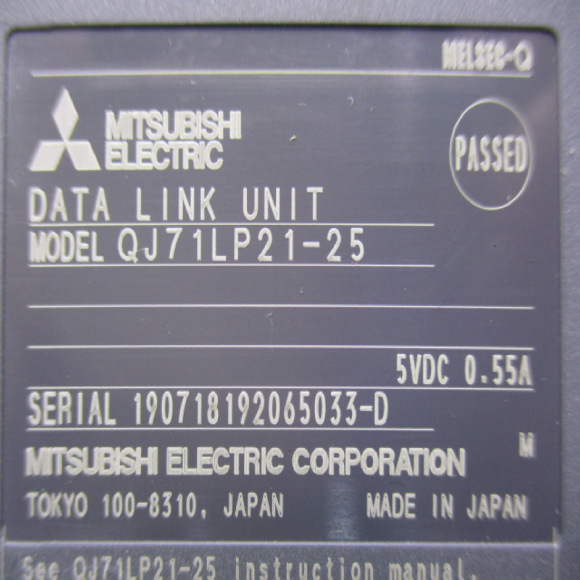 MELSEC-Q
MITSUBISHI
ELECTRIC
PASSED
DATA LINK UNIT
MODEL QJ71LP21-25
5VDC 0.55A
SERIAL 190718192065033-D
M
MITSUBISHI ELECTRIC CORPORATION
TOKYO 100-8310, JAPAN MADE IN JAPAN
See QJ71LP21-25 instruction manual.